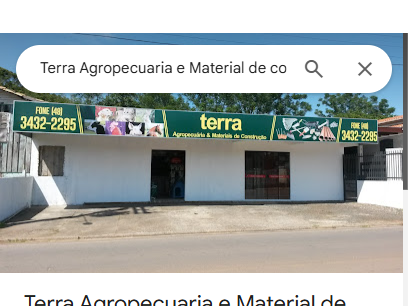 Terra Agropecuaria e Material de co
FONE (48)
3432-2295
terra
Agropecuária & Materiais de Construção
FONE (48)
3432-2295
Terra Agropecuaria e Material de